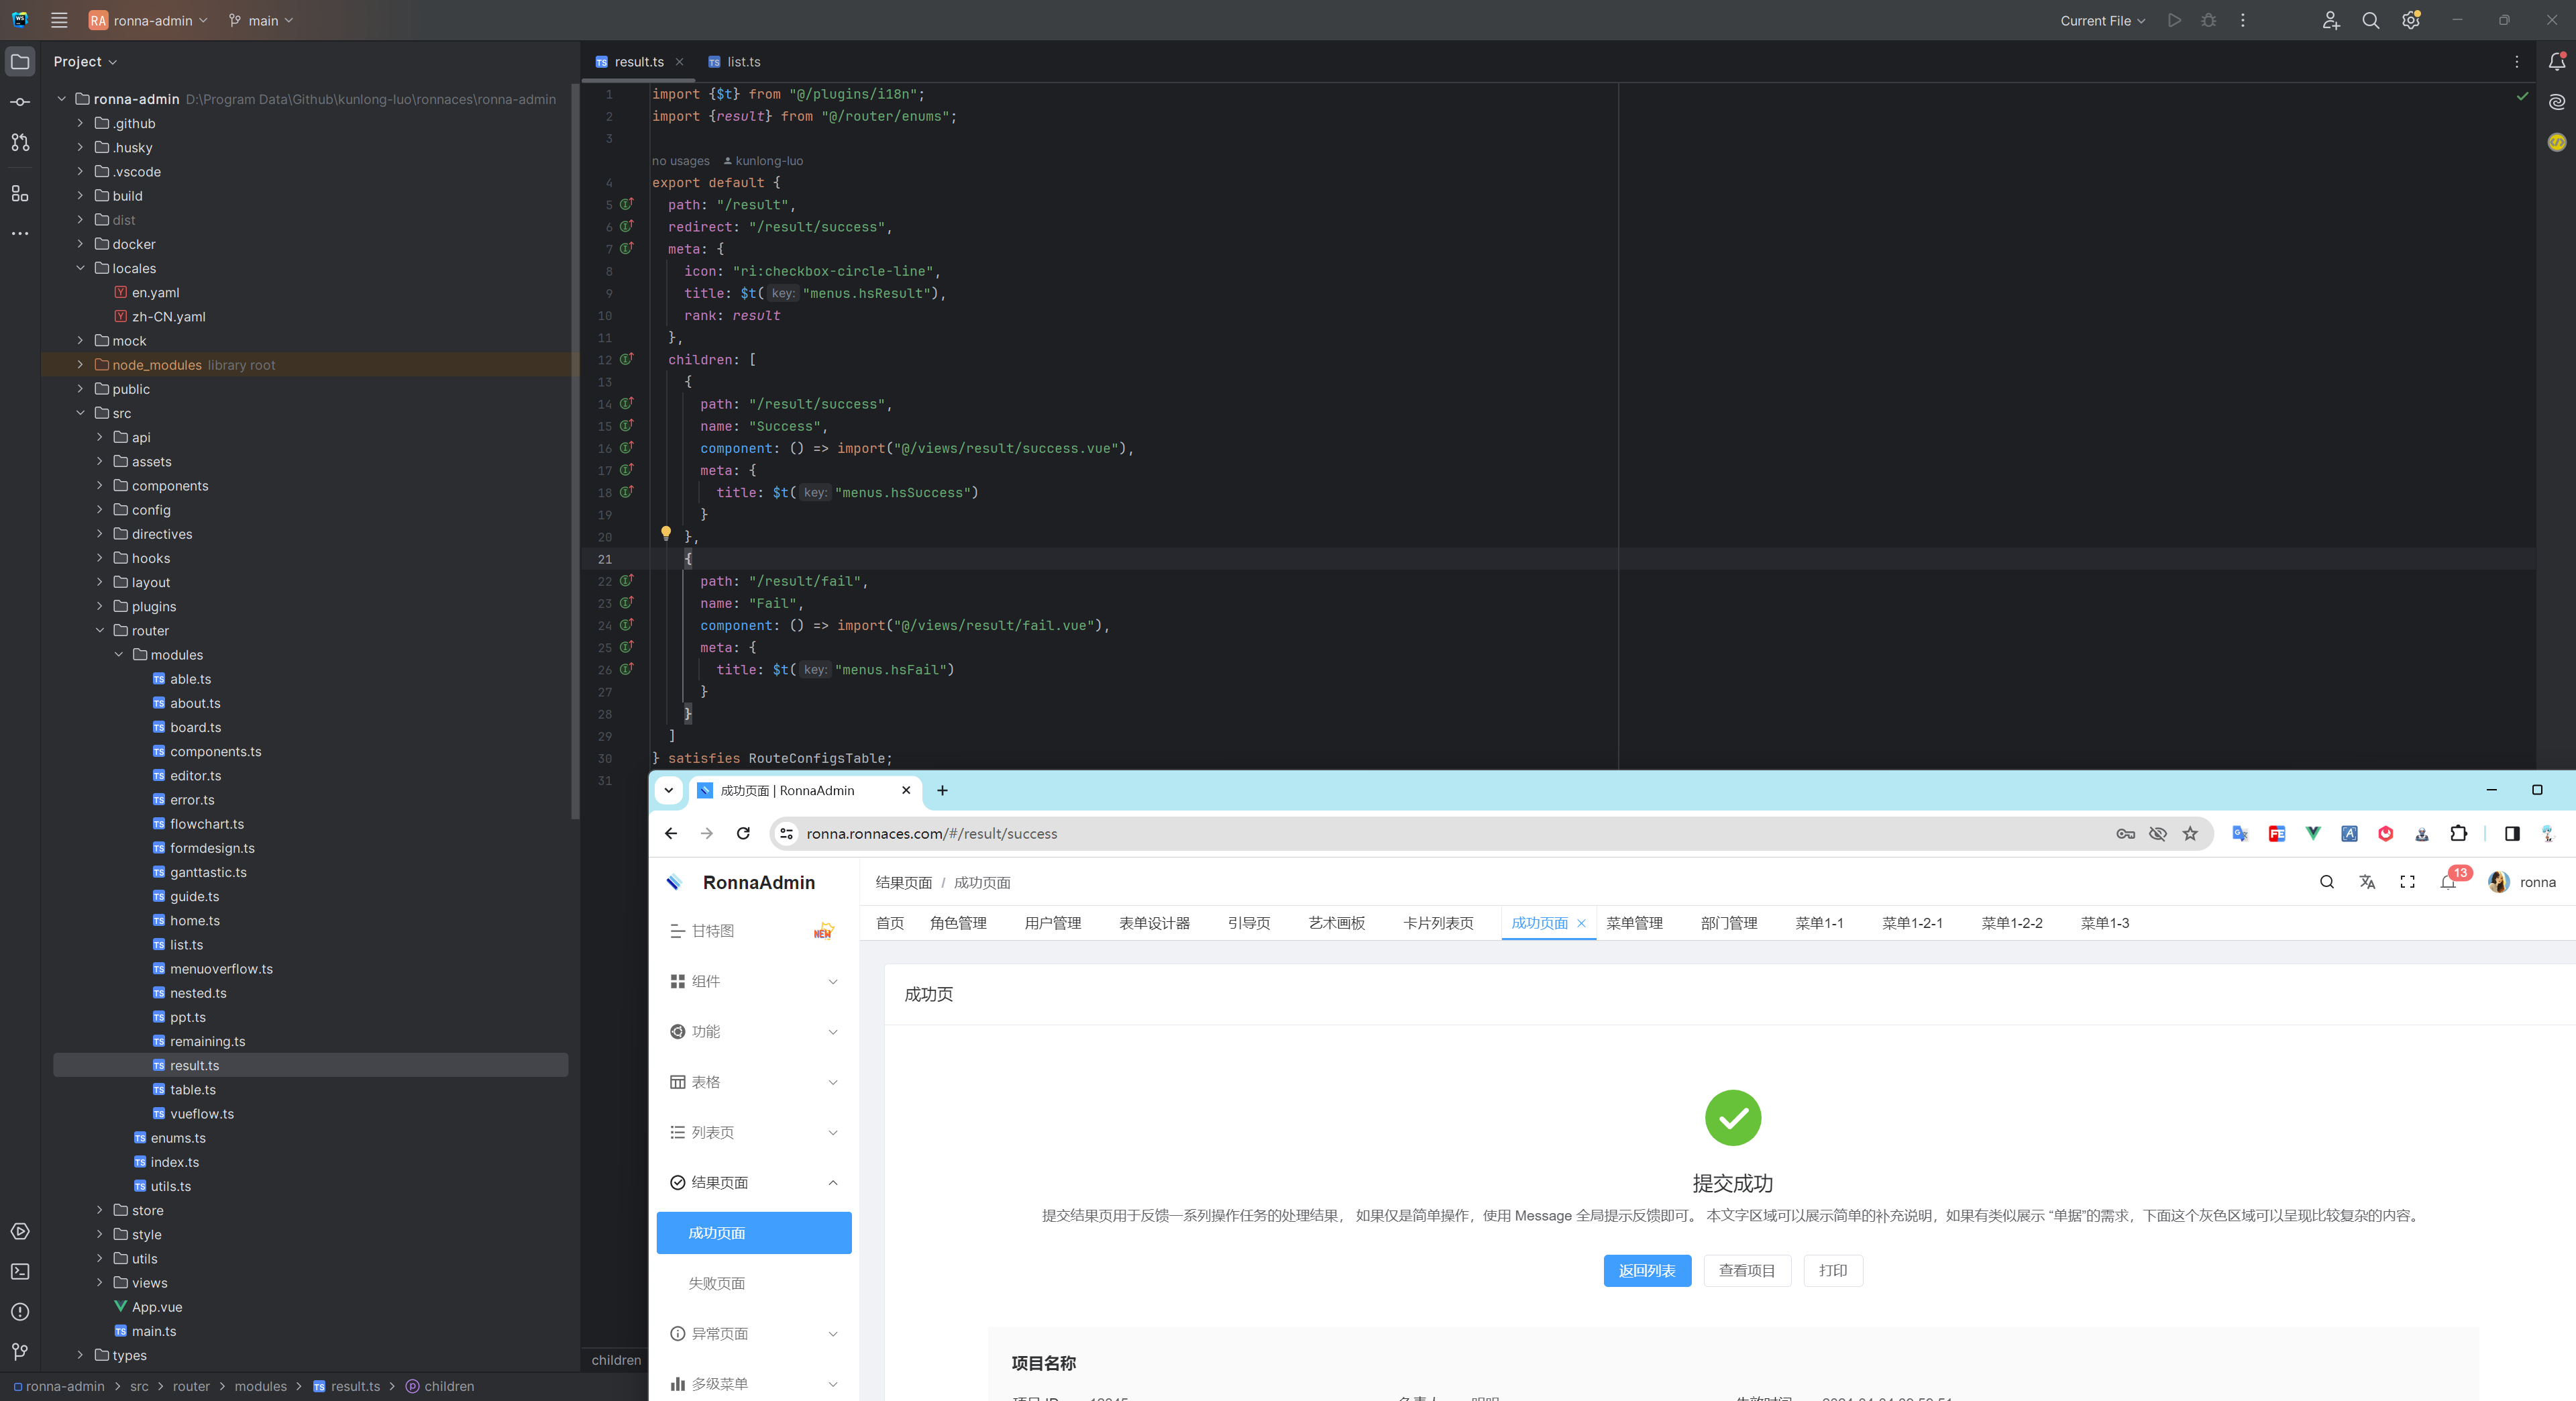 RA ronna-admin main Current File
Project
ronna-admin D:\Program Data\Github\kunlong-luo\ronnaces\ronna-admin
.github
.husky
.vscode
build
dist
docker
locales
en.yaml
zh-CN.yaml
mock
node_modules library root
public
src
api
assets
components
config
directives
hooks
layout
plugins
router
modules
able.ts
about.ts
board.ts
components.ts
editor.ts
error.ts
flowchart.ts
formdesign.ts
ganttastic.ts
guide.ts
home.ts
list.ts
menuoverflow.ts
nested.ts
ppt.ts
remaining.ts
result.ts
table.ts
vueflow.ts
enums.ts
index.ts
utils.ts
store
style
utils
views
App.vue
main.ts
types
result.ts list.ts
1 import {$t} from "@/plugins/i18n";
2 import {result} from "@/router/enums";
3
no usages kunlong-luo
4 export default {
5 path: "/result",
6 redirect: "/result/success",
7 meta: {
8 icon: "ri:checkbox-circle-line",
9 title: $t( key: "menus.hsResult"),
10 rank: result
11 },
12 children: [
13 {
14 path: "/result/success",
15 name: "Success",
16 component: () => import("@/views/result/success.vue"),
17 meta: {
18 title: $t( key: "menus.hsSuccess")
19 }
20 },
21 {
22 path: "/result/fail",
23 name: "Fail",
24 component: () => import("@/views/result/fail.vue"),
25 meta: {
26 title: $t( key: "menus.hsFail")
27 }
28 }
29 ]
30 } satisfies RouteConfigsTable;
31
children
ronna-admin > src > router > modules > result.ts > children
成功页面 | RonnaAdmin
ronna.ronnaces.com/#/result/success
RonnaAdmin
结果页面 / 成功页面
13
ronna
首页 角色管理 用户管理 表单设计器 引导页 艺术画板 卡片列表页 成功页面 菜单管理 部门管理 菜单1-1 菜单1-2-1 菜单1-2-2 菜单1-3
甘特图 NEW
组件
功能
表格
列表页
结果页面
成功页面
失败页面
异常页面
多级菜单
成功页
提交成功
提交结果页用于反馈一系列操作任务的处理结果， 如果仅是简单操作，使用 Message 全局提示反馈即可。 本文字区域可以展示简单的补充说明，如果有类似展示 “单据”的需求，下面这个灰色区域可以呈现比较复杂的内容。
返回列表 查看项目 打印
项目名称